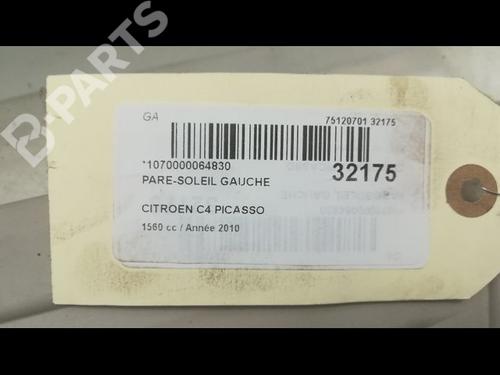 B-PARTS
GA
75120701 32175
*1070000064830
32175
PARE-SOLEIL GAUCHE
CITROEN C4 PICASSO
1560 cc / Année 2010